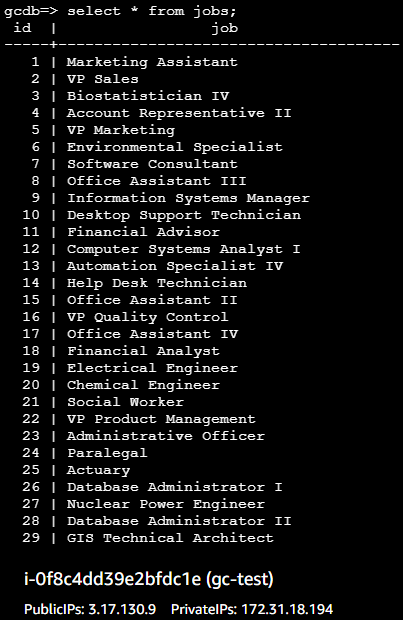 gcdb=> select * from jobs;
 id  |                  job
-----+----------------------------------------
   1 | Marketing Assistant
   2 | VP Sales
   3 | Biostatistician IV
   4 | Account Representative II
   5 | VP Marketing
   6 | Environmental Specialist
   7 | Software Consultant
   8 | Office Assistant III
   9 | Information Systems Manager
  10 | Desktop Support Technician
  11 | Financial Advisor
  12 | Computer Systems Analyst I
  13 | Automation Specialist IV
  14 | Help Desk Technician
  15 | Office Assistant II
  16 | VP Quality Control
  17 | Office Assistant IV
  18 | Financial Analyst
  19 | Electrical Engineer
  20 | Chemical Engineer
  21 | Social Worker
  22 | VP Product Management
  23 | Administrative Officer
  24 | Paralegal
  25 | Actuary
  26 | Database Administrator I
  27 | Nuclear Power Engineer
  28 | Database Administrator II
  29 | GIS Technical Architect
i-0f8c4dd39e2bfdc1e (gc-test)
PublicIPs: 3.17.130.9 PrivateIPs: 172.31.18.194